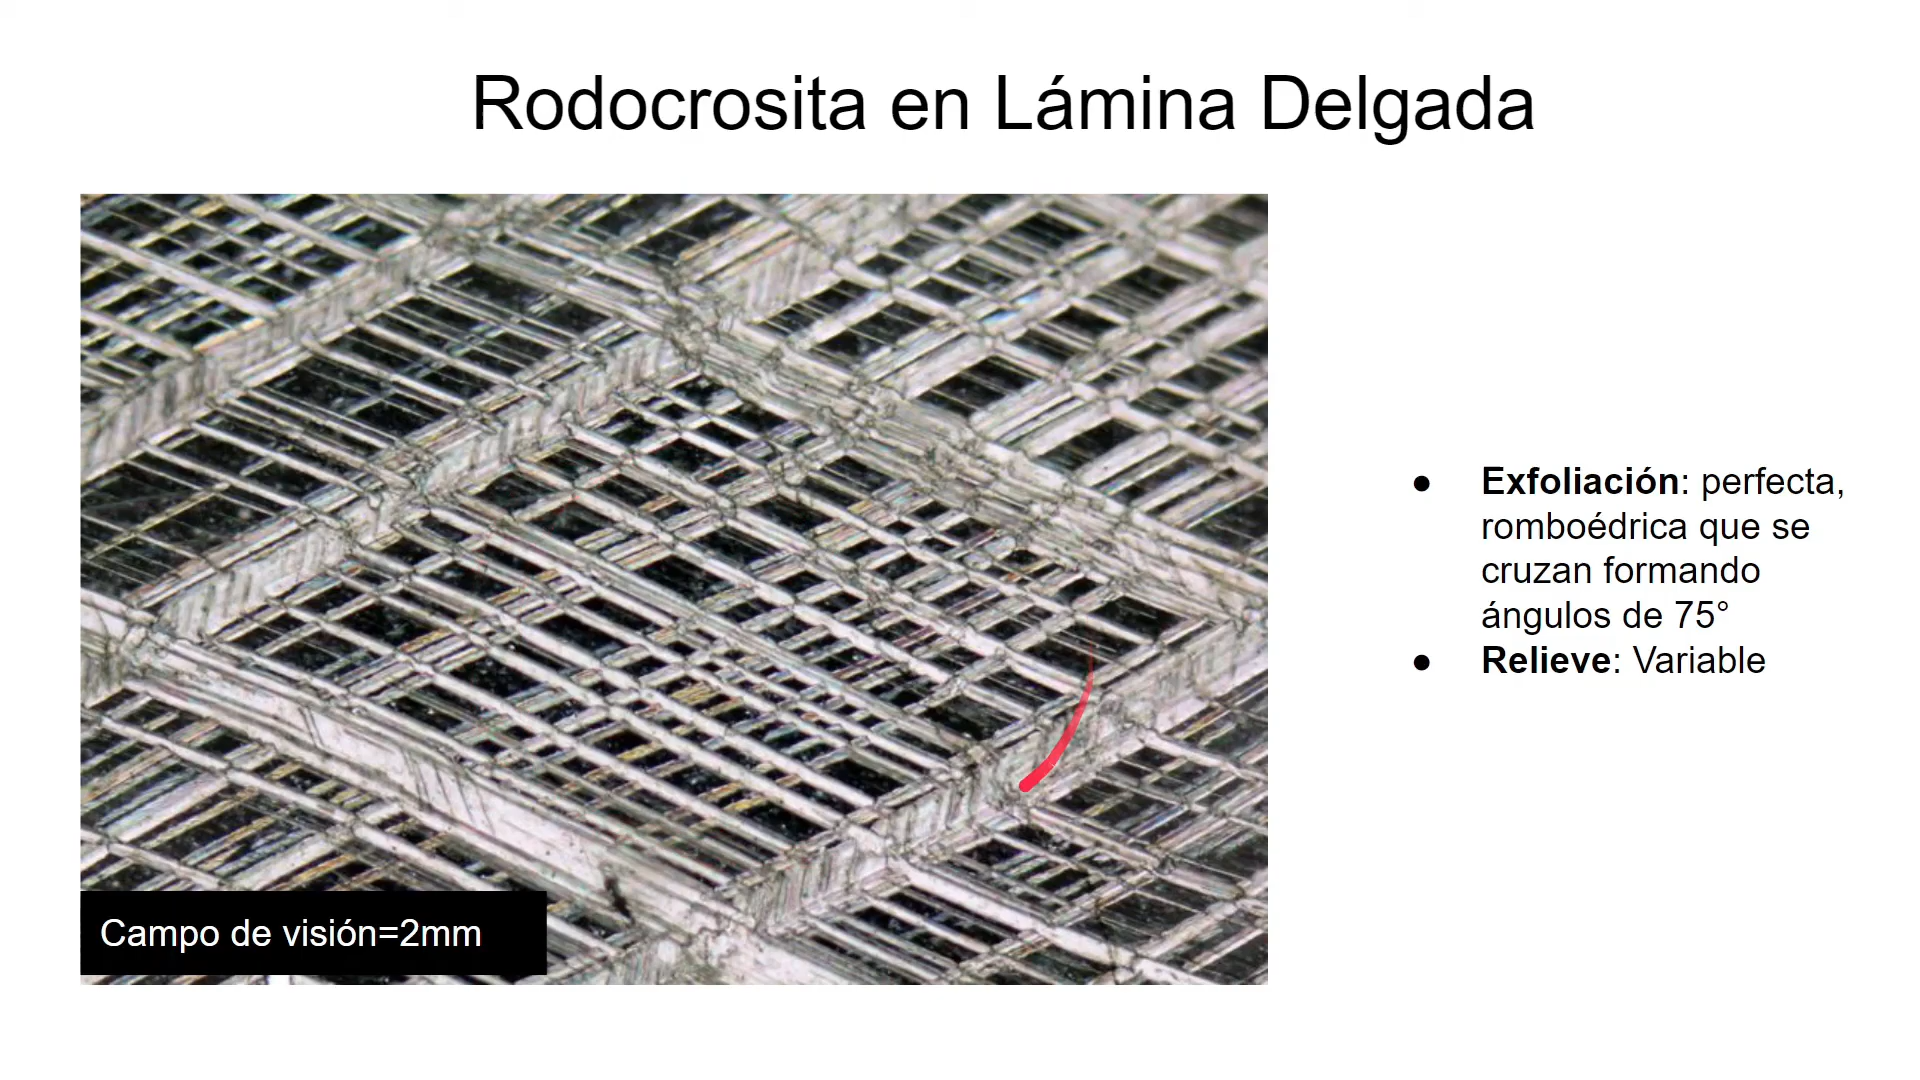 Rodocrosita en Lámina Delgada
Campo de visión=2mm
● Exfoliación: perfecta,
romboédrica que se
cruzan formando
ángulos de 75°
● Relieve: Variable